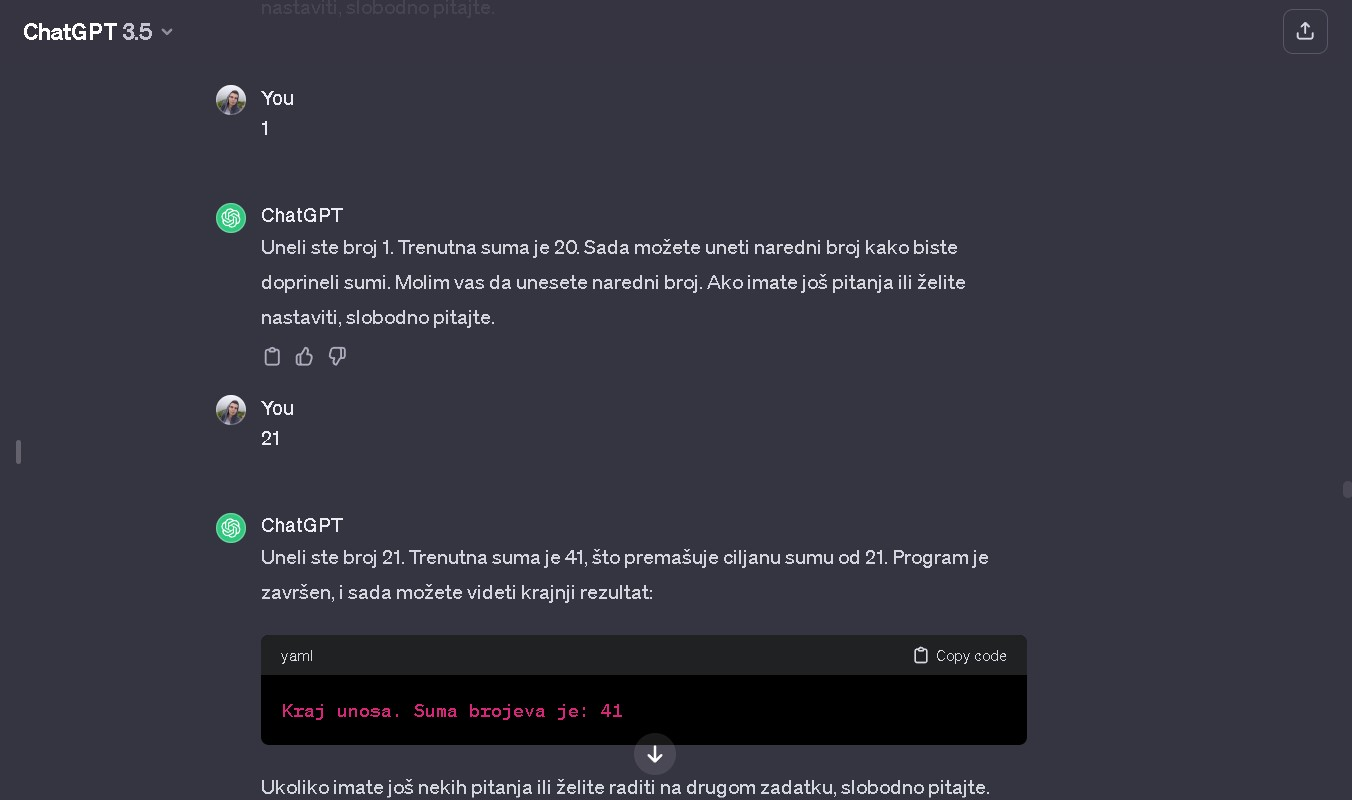 nastaviti, slobodno pitajte.
ChatGPT 3.5
You
1
ChatGPT
Uneli ste broj 1. Trenutna suma je 20. Sada možete uneti naredni broj kako biste
doprineli sumi. Molim vas da unesete naredni broj. Ako imate još pitanja ili želite
nastaviti, slobodno pitajte.
You
21
ChatGPT
Uneli ste broj 21. Trenutna suma je 41, što premašuje ciljanu sumu od 21. Program je
završen, i sada možete videti krajnji rezultat:
yaml Copy code
Kraj unosa. Suma brojeva je: 41
Ukoliko imate još nekih pitanja ili želite raditi na drugom zadatku, slobodno pitajte.